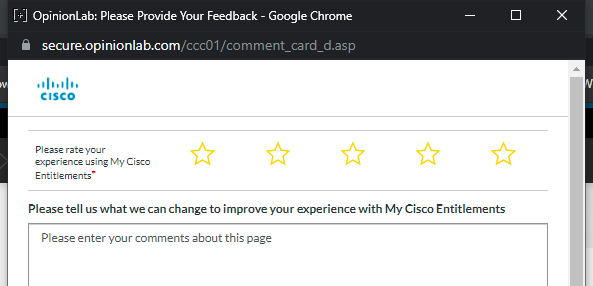 OpinionLab: Please Provide Your Feedback - Google Chrome
secure.opinionlab.com/ccc01/comment_card_d.asp
CISCO
Please rate your
experience using My Cisco
Entitlements*
Please tell us what we can change to improve your experience with My Cisco Entitlements
Please enter your comments about this page